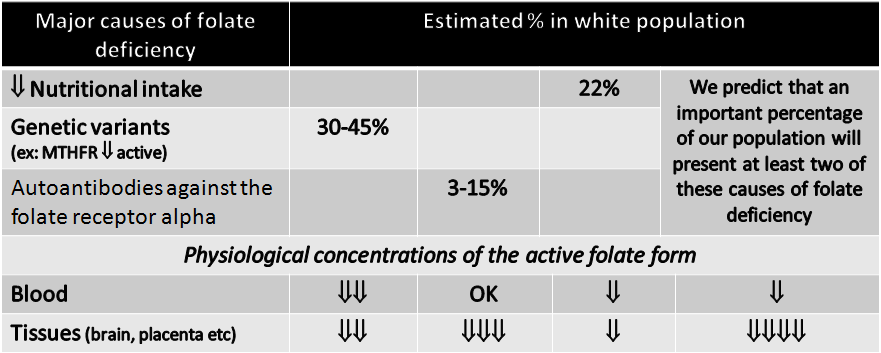 Major causes of folate deficiency Estimated % in white population
⇓ Nutritional intake 22%
Genetic variants 30-45%
(ex: MTHFR ⇓ active)
Autoantibodies against the folate receptor alpha 3-15%
We predict that an
important percentage
of our population will
present at least two of
these causes of folate
deficiency
Physiological concentrations of the active folate form
Blood ⇓⇓ OK ⇓ ⇓
Tissues (brain, placenta etc) ⇓⇓ ⇓⇓⇓ ⇓ ⇓⇓⇓⇓